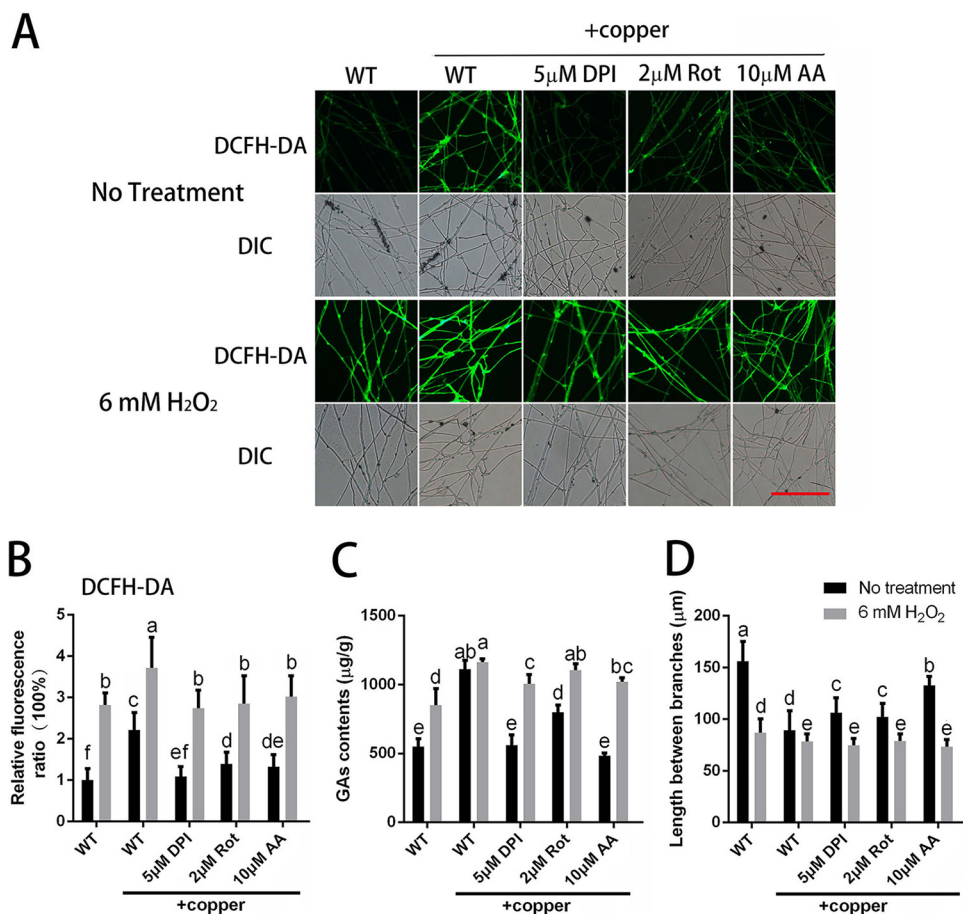 A
+copper
WT WT 5μM DPI 2μM Rot 10μM AA
DCFH-DA
No Treatment
DIC
DCFH-DA
6 mM H₂O₂
DIC
B
DCFH-DA
Relative fluorescence
ratio (100%)
5
4
3
2
1
0
f b c a ef b d b de b
WT WT 5μM DPI 2μM Rot 10μM AA
+copper
C
GAs contents (μg/g)
1500
1000
500
0
e d ab a e c d ab e bc
WT WT 5μM DPI 2μM Rot 10μM AA
+copper
D
No treatment
6 mM H₂O₂
Length between branches (μm)
200
150
100
50
0
a d d e c e c e b e
WT WT 5μM DPI 2μM Rot 10μM AA
+copper